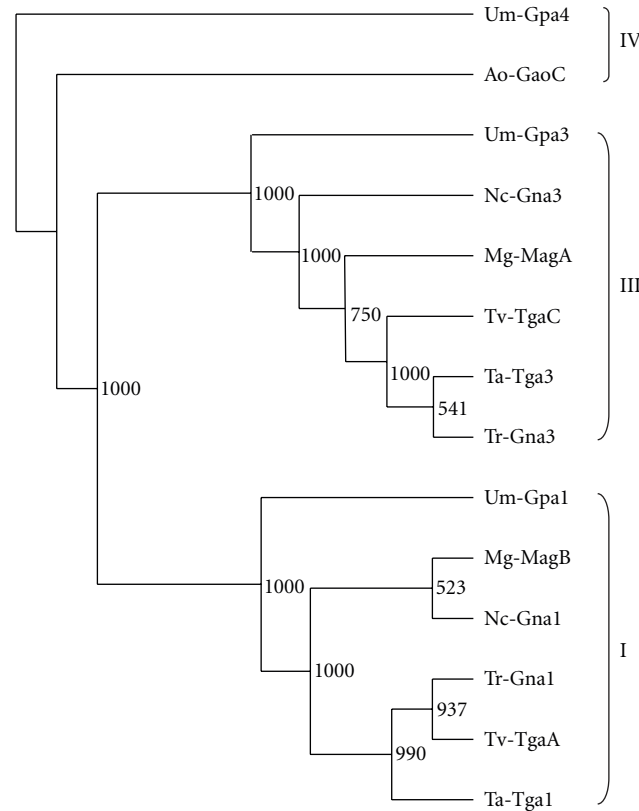 Um-Gpa4
IV
Ao-GaoC
Um-Gpa3
1000
Nc-Gna3
1000
Mg-MagA
III
750
Tv-TgaC
1000
Ta-Tga3
1000
541
Tr-Gna3
Um-Gpa1
Mg-MagB
1000
523
Nc-Gna1
I
1000
Tr-Gna1
937
Tv-TgaA
990
Ta-Tga1